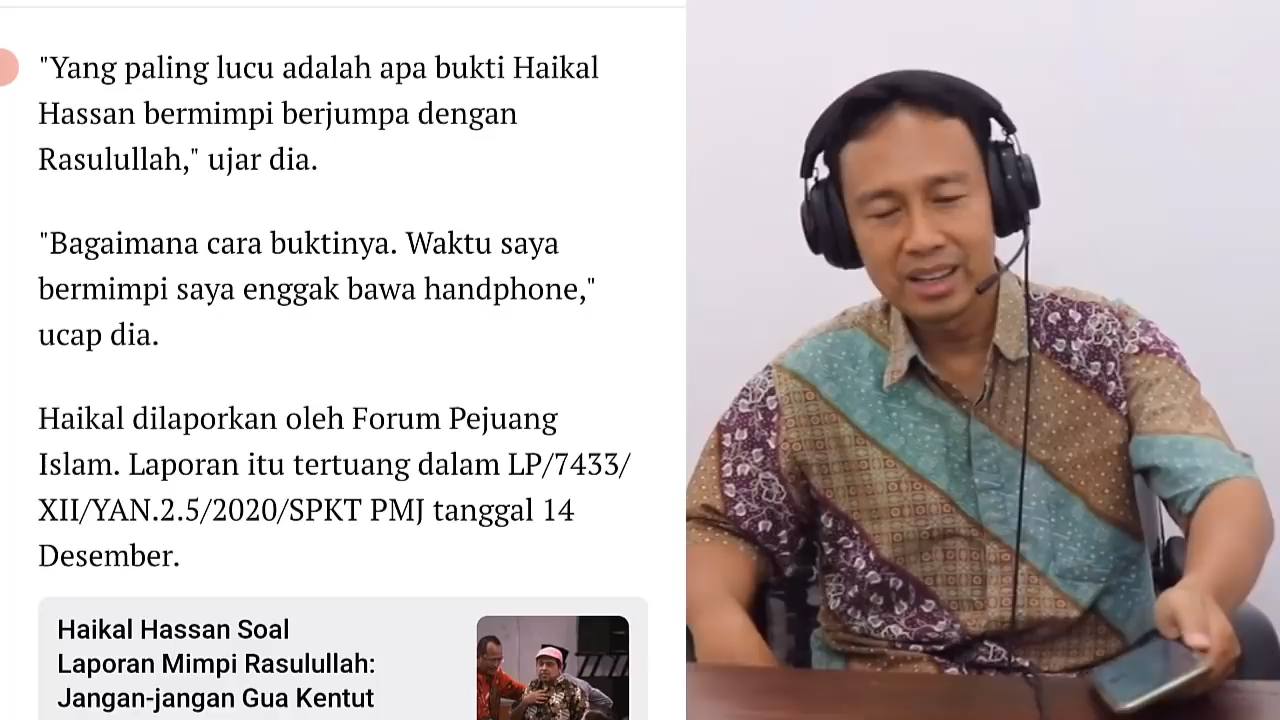 "Yang paling lucu adalah apa bukti Haikal
Hassan bermimpi berjumpa dengan
Rasulullah," ujar dia.
"Bagaimana cara buktinya. Waktu saya
bermimpi saya enggak bawa handphone,"
ucap dia.
Haikal dilaporkan oleh Forum Pejuang
Islam. Laporan itu tertuang dalam LP/7433/
XII/YAN.2.5/2020/SPKT PMJ tanggal 14
Desember.
Haikal Hassan Soal
Laporan Mimpi Rasulullah:
Jangan-jangan Gua Kentut